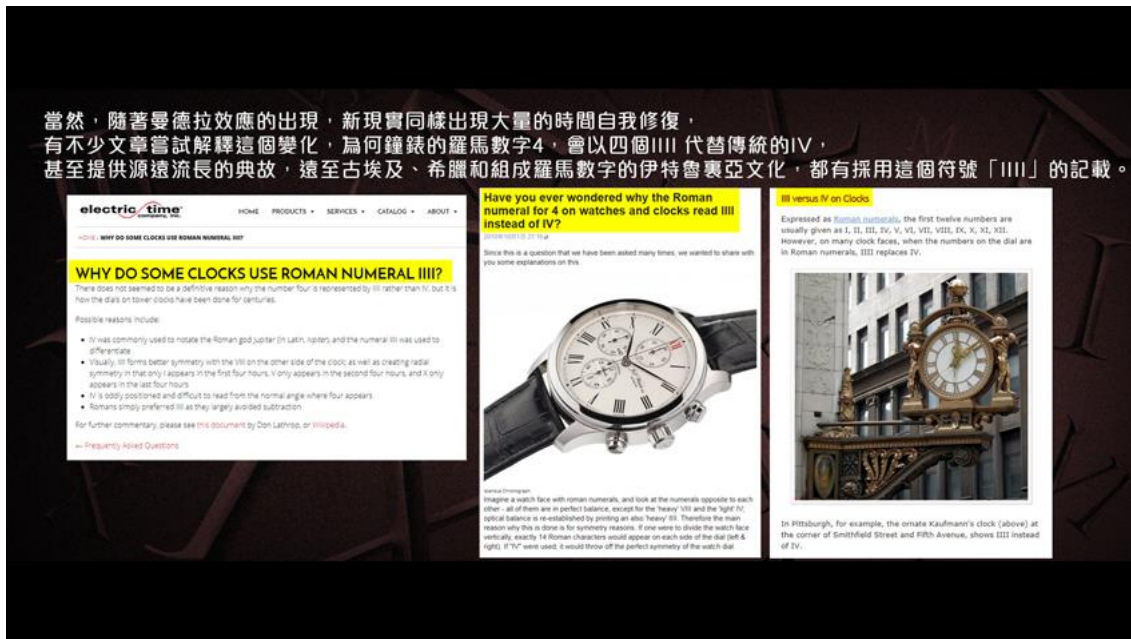 當然，隨著曼德拉效應的出現，新現實同樣出現大量的時間自我修復，
有不少文章嘗試解釋這個變化，為何鐘錶的羅馬數字4，會以四個IIII 代替傳統的IV，
甚至提供源遠流長的典故，遠至古埃及、希臘和組成羅馬數字的伊特魯裏亞文化，都有採用這個符號「IIII」的記載。
electric time
company, inc.
HOME PRODUCTS SERVICES CATALOG ABOUT
HOME / WHY DO SOME CLOCKS USE ROMAN NUMERAL IIII?
WHY DO SOME CLOCKS USE ROMAN NUMERAL IIII?
There does not seemed to be a definitive reason why the number four is represented by IIII rather than IV, but it is
how the dials on tower clocks have been done for centuries.
Possible reasons include:
• IV was commonly used to notate the Roman god Jupiter (in Latin, Iupiter), and the numeral IIII was used to
differentiate
• Visually, IIII forms better symmetry with the VIII on the other side of the clock; as well as creating radial
symmetry in that only I appears in the first four hours, V only appears in the second four hours, and X only
appears in the last four hours
• IV is oddly positioned and difficult to read from the normal angle where four appears
• Romans simply preferred IIII as they largely avoided subtraction
For further commentary, please see this document by Don Lathrop, or Wikipedia.
← Frequently Asked Questions
Have you ever wondered why the Roman
numeral for 4 on watches and clocks read IIII
instead of IV?
Since this is a question that we have been asked many times, we wanted to share with
you some explanations on this.
Imagine a watch face with roman numerals, and look at the numerals opposite to each
other - all of them are in perfect balance, except for the 'heavy' VIII and the 'light' IV;
optical balance is re-established by printing an also 'heavy' IIII. Therefore the main
reason why this is done is for symmetry reasons. If one were to divide the watch face
vertically, exactly 14 Roman characters would appear on each side of the dial (left &
right). If "IV" were used, it would throw off the perfect symmetry of the watch dial
IIII versus IV on Clocks
Expressed as Roman numerals, the first twelve numbers are
usually given as I, II, III, IV, V, VI, VII, VIII, IX, X, XI, XII.
However, on many clock faces, when the numbers on the dial are
in Roman numerals, IIII replaces IV.
In Pittsburgh, for example, the ornate Kaufmann's clock (above) at
the corner of Smithfield Street and Fifth Avenue, shows IIII instead
of IV.